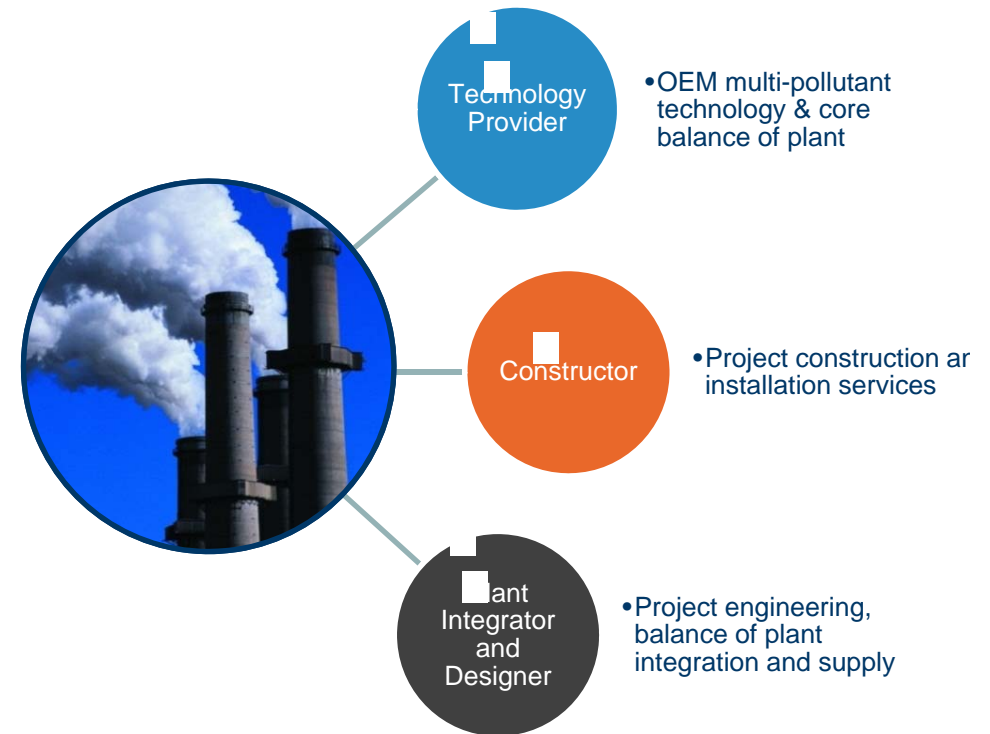 Technology
Provider
•OEM multi-pollutant
technology & core
balance of plant
Constructor
•Project construction ar
installation services
lant
Integrator
and
Designer
•Project engineering,
balance of plant
integration and supply